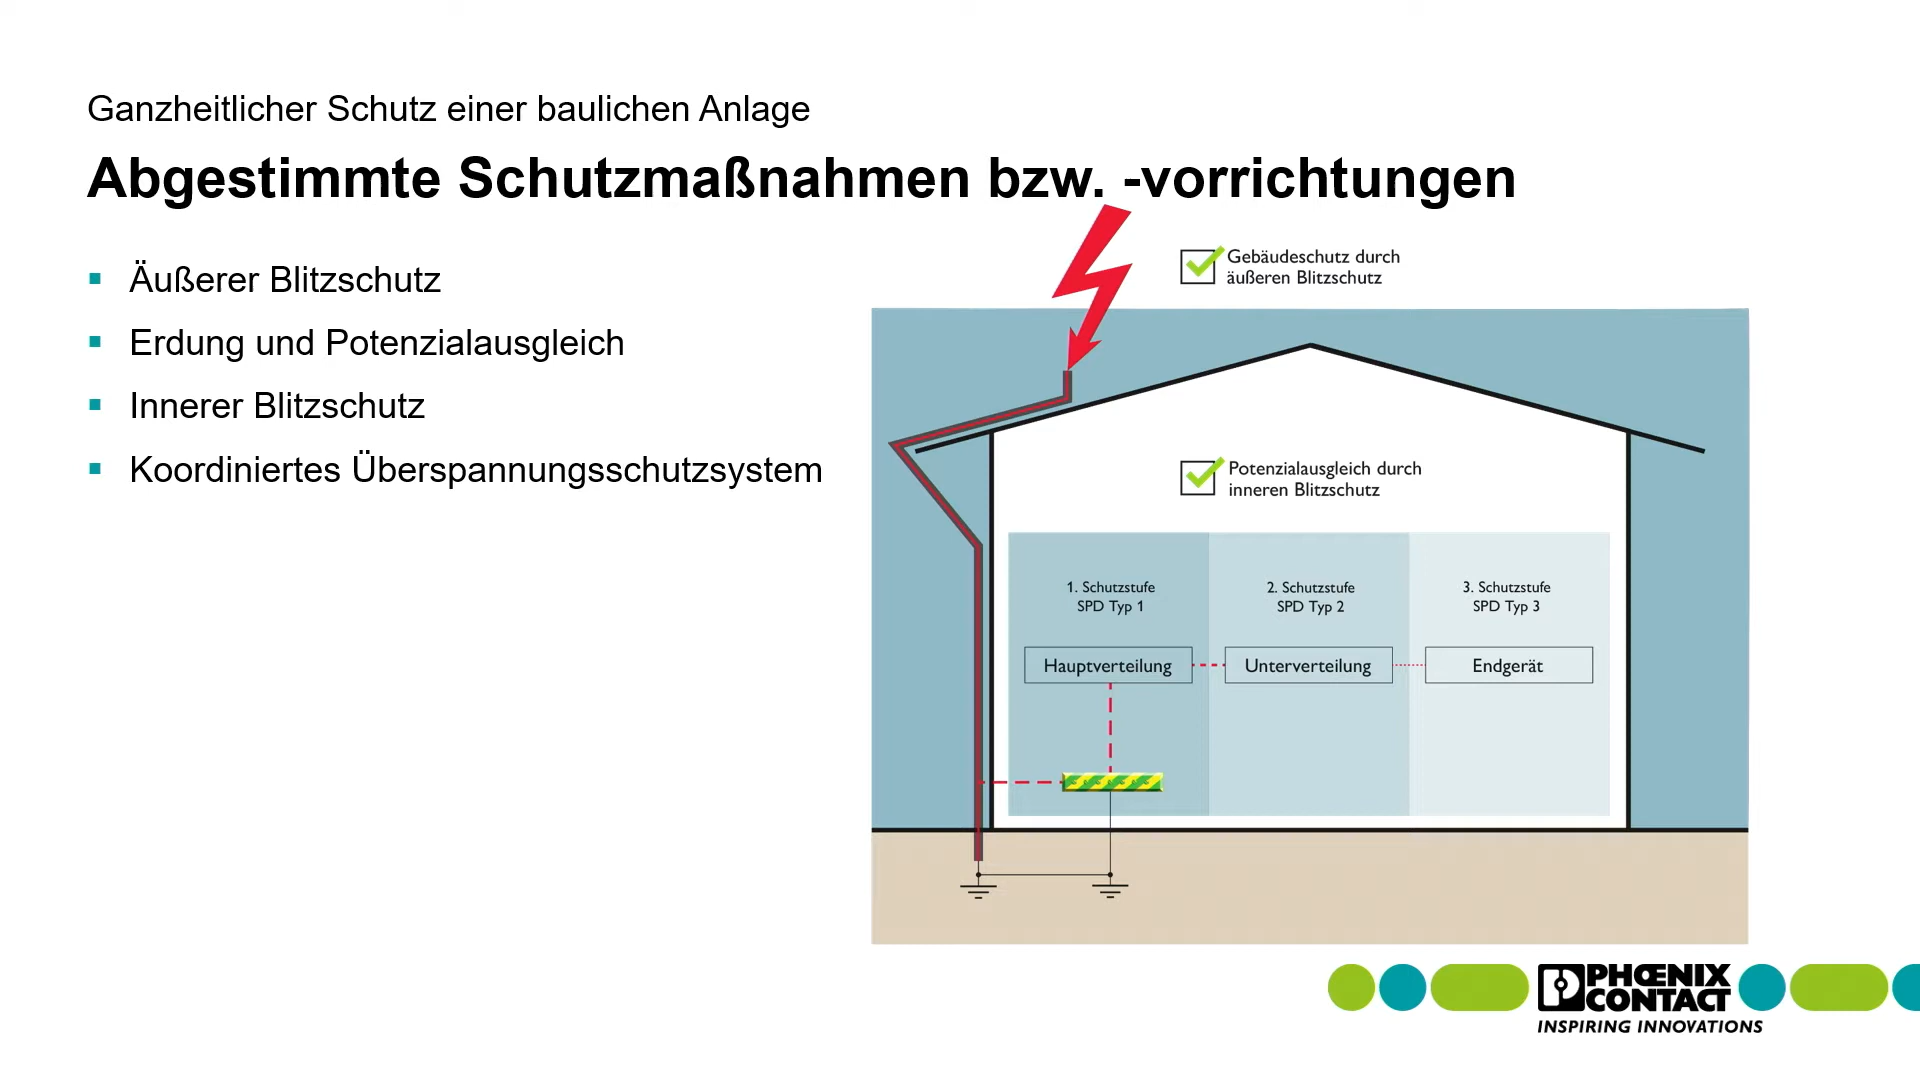 Ganzheitlicher Schutz einer baulichen Anlage
Abgestimmte Schutzmaßnahmen bzw. -vorrichtungen
Äußerer Blitzschutz
Erdung und Potenzialausgleich
Innerer Blitzschutz
Koordiniertes Überspannungsschutzsystem
Gebäudeschutz durch
äußeren Blitzschutz
Potenzialausgleich durch
inneren Blitzschutz
1. Schutzstufe
SPD Typ 1
2. Schutzstufe
SPD Typ 2
3. Schutzstufe
SPD Typ 3
Hauptverteilung
Unterverteilung
Endgerät
PHŒNIX
CONTACT
INSPIRING INNOVATIONS